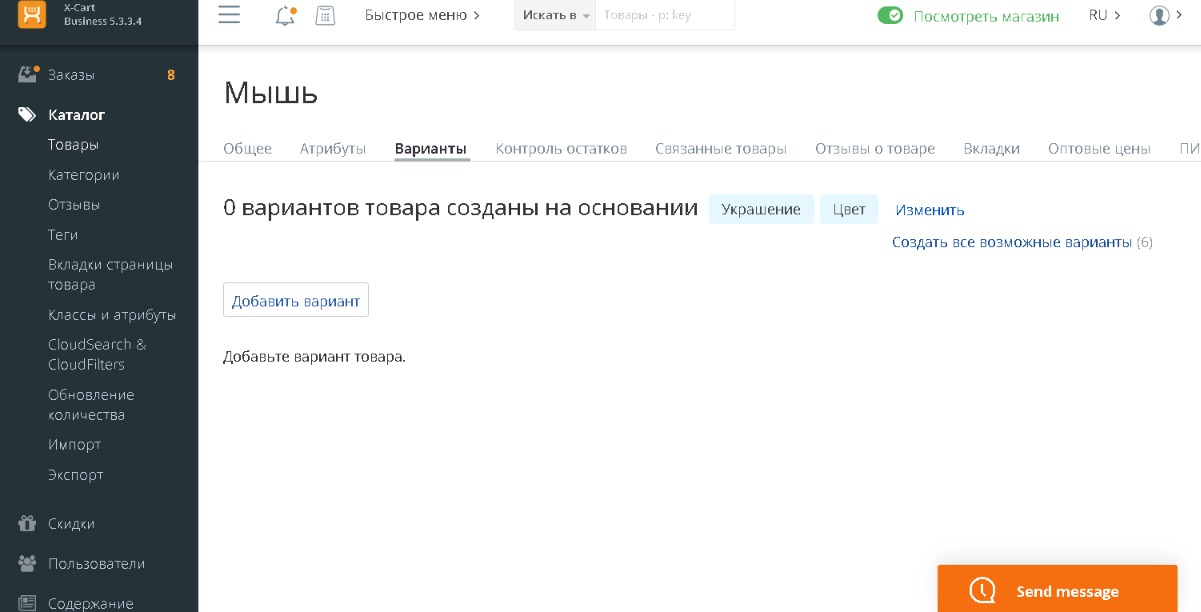 X-Cart
Business 5.3.3.4
Быстрое меню
Искать в
Товары - p: key
Посмотреть магазин
RU
Заказы 8
Каталог
Товары
Категории
Отзывы
Теги
Вкладки страницы
товара
Классы и атрибуты
CloudSearch &
CloudFilters
Обновление
количества
Импорт
Экспорт
Скидки
Пользователи
Содержание
Мышь
Общее Атрибуты Варианты Контроль остатков Связанные товары Отзывы о товаре Вкладки Оптовые цены ПИ
0 вариантов товара созданы на основании Украшение Цвет Изменить
Создать все возможные варианты (6)
Добавить вариант
Добавьте вариант товара.
Send message